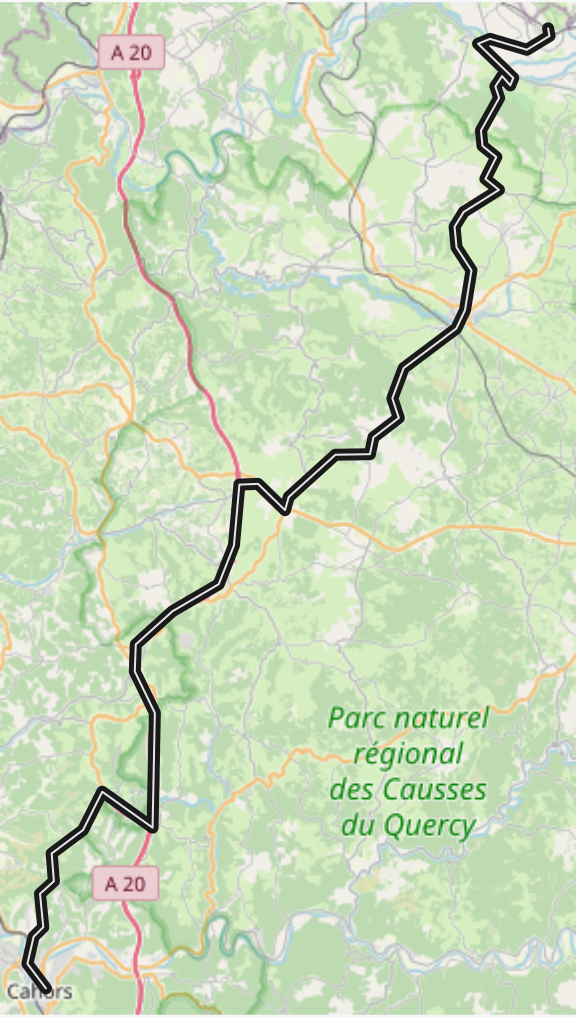 A 20
Parc naturel
régional
des Causses
du Quercy
A 20
Cahors